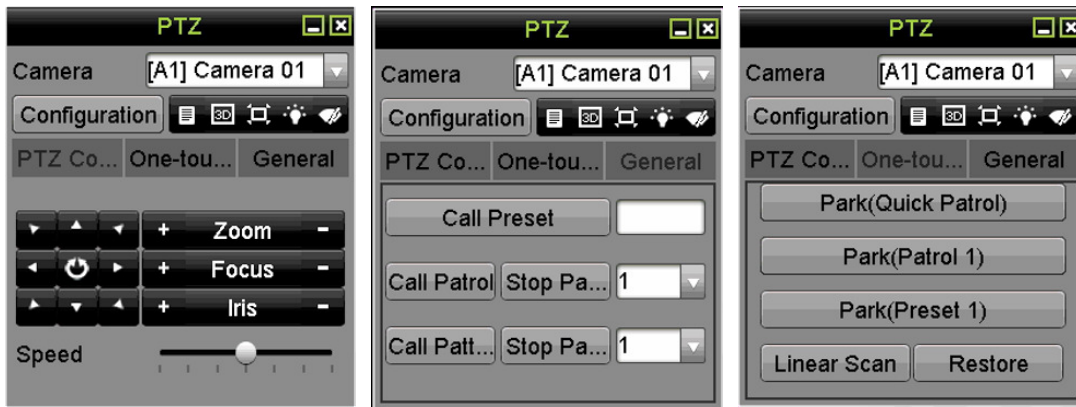 PTZ
Camera [A1] Camera 01
Configuration 3D
PTZ Co... One-tou... General
+ Zoom -
+ Focus -
+ Iris -
Speed
PTZ
Camera [A1] Camera 01
Configuration 3D
PTZ Co... One-tou... General
Call Preset
Call Patrol Stop Pa... 1
Call Patt... Stop Pa... 1
PTZ
Camera [A1] Camera 01
Configuration 3D
PTZ Co... One-tou... General
Park(Quick Patrol)
Park(Patrol 1)
Park(Preset 1)
Linear Scan Restore